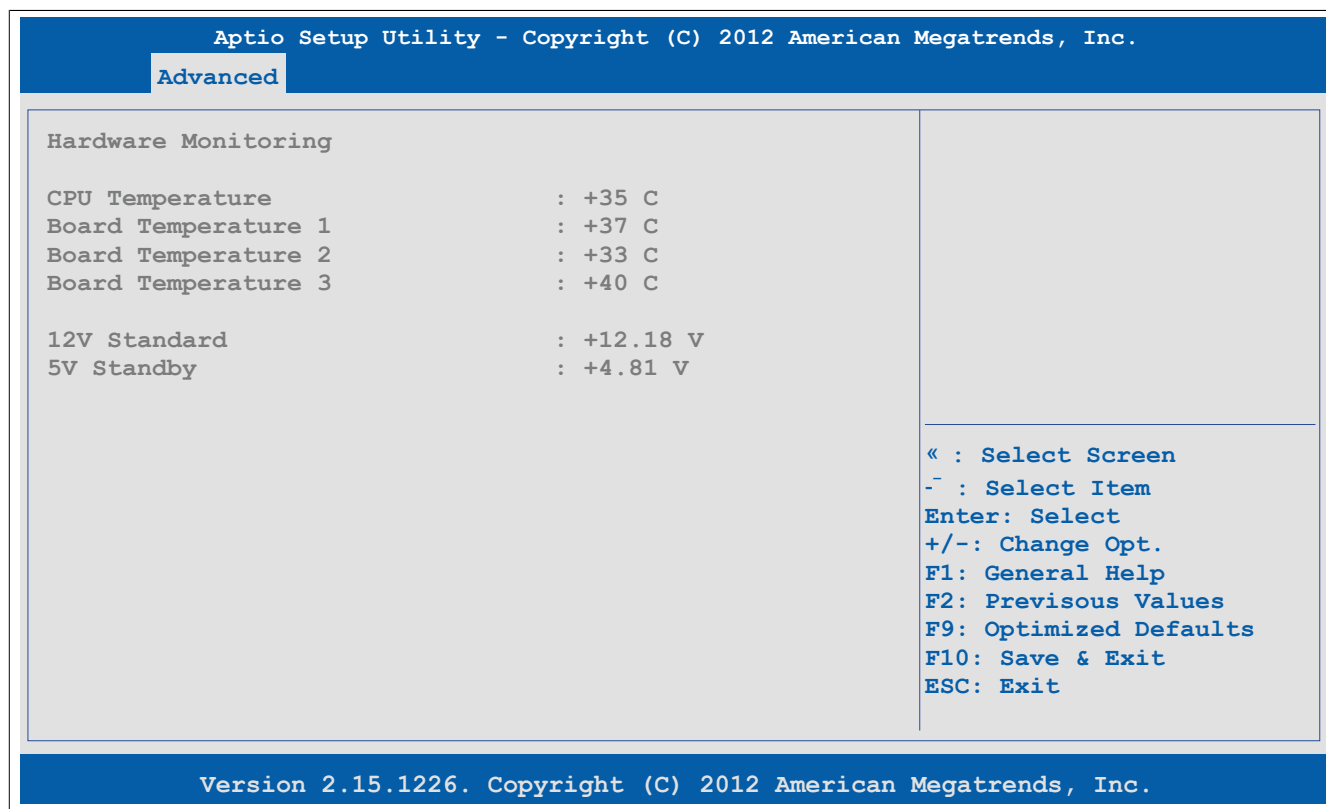 Aptio Setup Utility - Copyright (C) 2012 American Megatrends, Inc.
Advanced
Hardware Monitoring
CPU Temperature : +35 C
Board Temperature 1 : +37 C
Board Temperature 2 : +33 C
Board Temperature 3 : +40 C
12V Standard : +12.18 V
5V Standby : +4.81 V
« : Select Screen
-¯ : Select Item
Enter: Select
+/-: Change Opt.
F1: General Help
F2: Previsous Values
F9: Optimized Defaults
F10: Save & Exit
ESC: Exit
Version 2.15.1226. Copyright (C) 2012 American Megatrends, Inc.